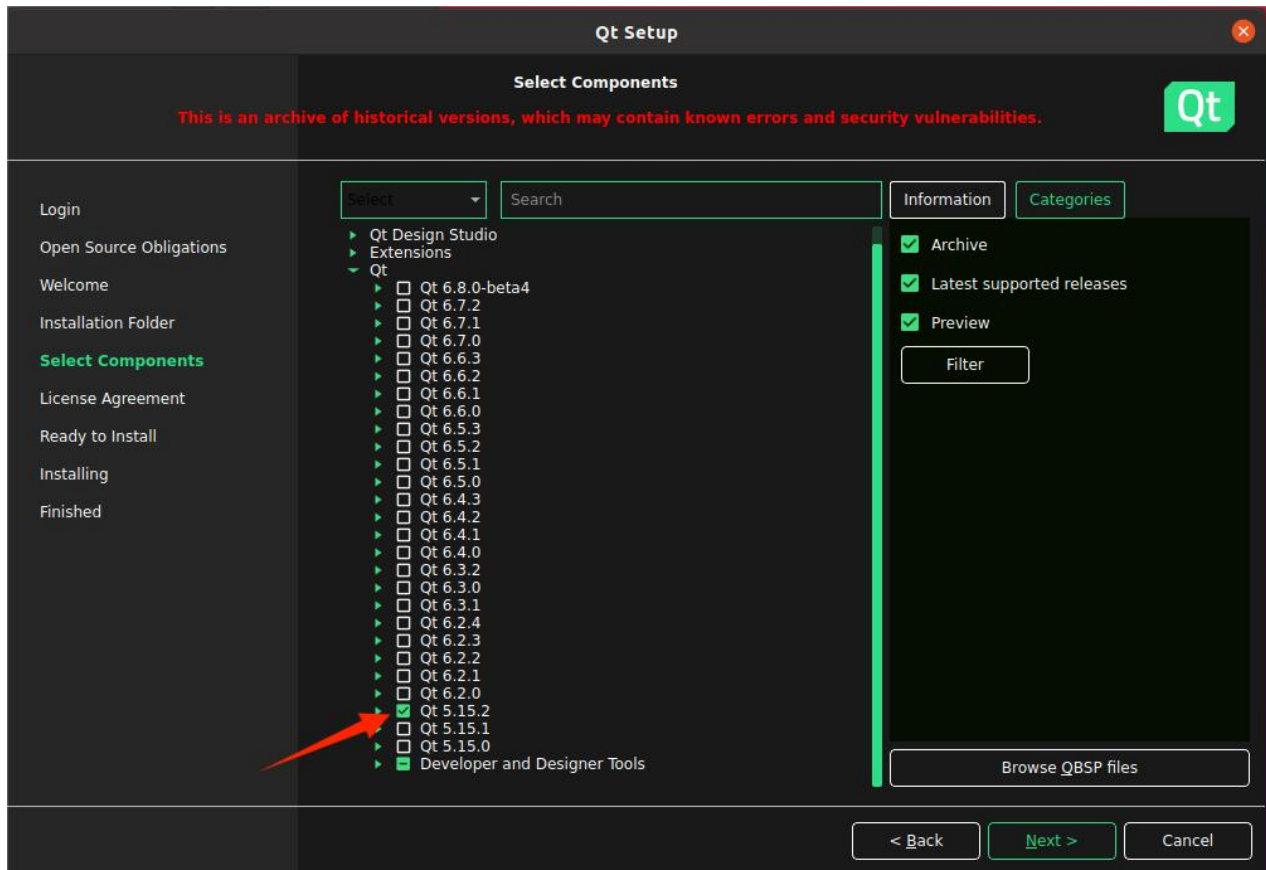 Qt Setup
Select Components
This is an archive of historical versions, which may contain known errors and security vulnerabilities.
Qt
Login
Open Source Obligations
Welcome
Installation Folder
Select Components
License Agreement
Ready to Install
Installing
Finished
Select
Search
Qt Design Studio
Extensions
Qt
Qt 6.8.0-beta4
Qt 6.7.2
Qt 6.7.1
Qt 6.7.0
Qt 6.6.3
Qt 6.6.2
Qt 6.6.1
Qt 6.6.0
Qt 6.5.3
Qt 6.5.2
Qt 6.5.1
Qt 6.5.0
Qt 6.4.3
Qt 6.4.2
Qt 6.4.1
Qt 6.4.0
Qt 6.3.2
Qt 6.3.0
Qt 6.3.1
Qt 6.2.4
Qt 6.2.3
Qt 6.2.2
Qt 6.2.1
Qt 6.2.0
Qt 5.15.2
Qt 5.15.1
Qt 5.15.0
Developer and Designer Tools
Information
Categories
Archive
Latest supported releases
Preview
Filter
Browse QBSP files
< Back
Next >
Cancel